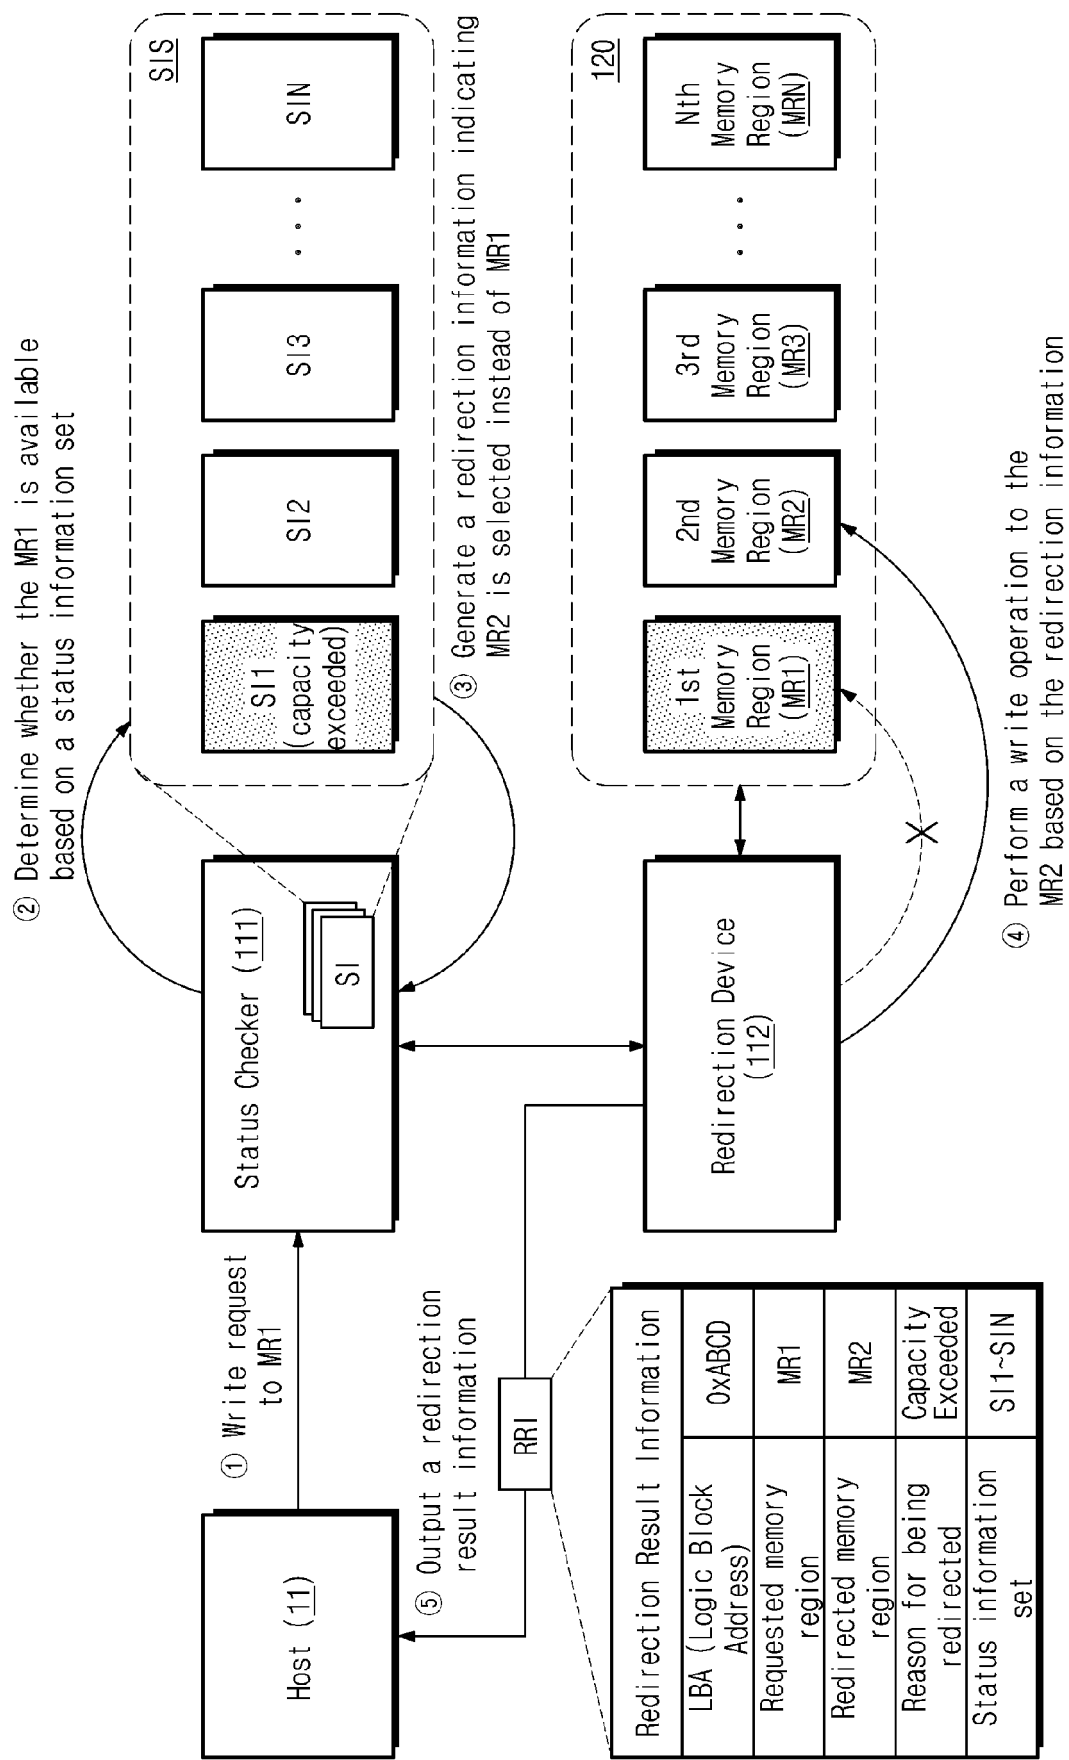 ② Determine whether the MR1 is available
based on a status information set
SIS
SI1
(capacity
exceeded)
SI2
SI3
SIN
③ Generate a redirection information indicating
MR2 is selected instead of MR1
① Write request
to MR1
Host (11)
Status Checker (111)
SI
⑤ Output a redirection
result information
RRI
Redirection Device
(112)
120
1st
Memory
Region
(MR1)
2nd
Memory
Region
(MR2)
3rd
Memory
Region
(MR3)
Nth
Memory
Region
(MRN)
④ Perform a write operation to the
MR2 based on the redirection information
Redirection Result Information
LBA (Logic Block
Address)
0xABCD
Requested memory
region
MR1
Redirected memory
region
MR2
Reason for being
redirected
Capacity
Exceeded
Status information
set
SI1~SIN